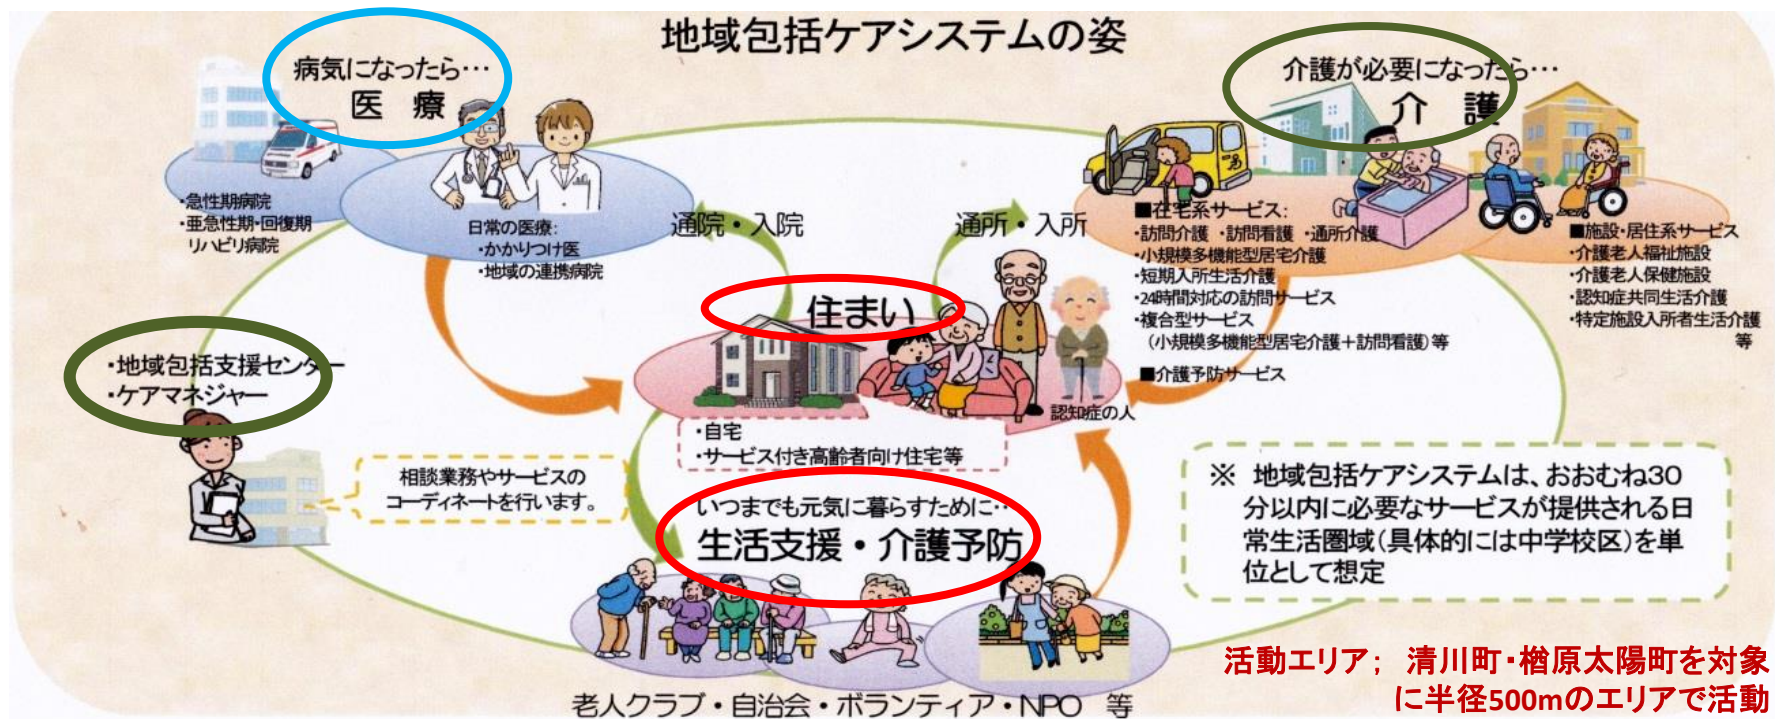 地域包括ケアシステムの姿
病気になったら…
医 療
介護が必要になったら…
介 護
・急性期病院
・亜急性期・回復期
リハビリ病院
日常の医療：
・かかりつけ医
・地域の連携病院
通院・入院
通所・入所
■在宅系サービス：
・訪問介護 ・訪問看護 ・通所介護
・小規模多機能型居宅介護
・短期入所生活介護
・24時間対応の訪問サービス
・複合型サービス
（小規模多機能型居宅介護＋訪問看護）等
■介護予防サービス
■施設・居住系サービス
・介護老人福祉施設
・介護老人保健施設
・認知症共同生活介護
・特定施設入所者生活介護
等
住まい
認知症の人
・自宅
・サービス付き高齢者向け住宅等
・地域包括支援センター
・ケアマネジャー
相談業務やサービスの
コーディネートを行います。
いつまでも元気に暮らすために…
生活支援・介護予防
老人クラブ・自治会・ボランティア・NPO 等
※ 地域包括ケアシステムは、おおむね30
分以内に必要なサービスが提供される日
常生活圏域（具体的には中学校区）を単
位として想定
活動エリア； 清川町・楢原太陽町を対象
に半径500mのエリアで活動